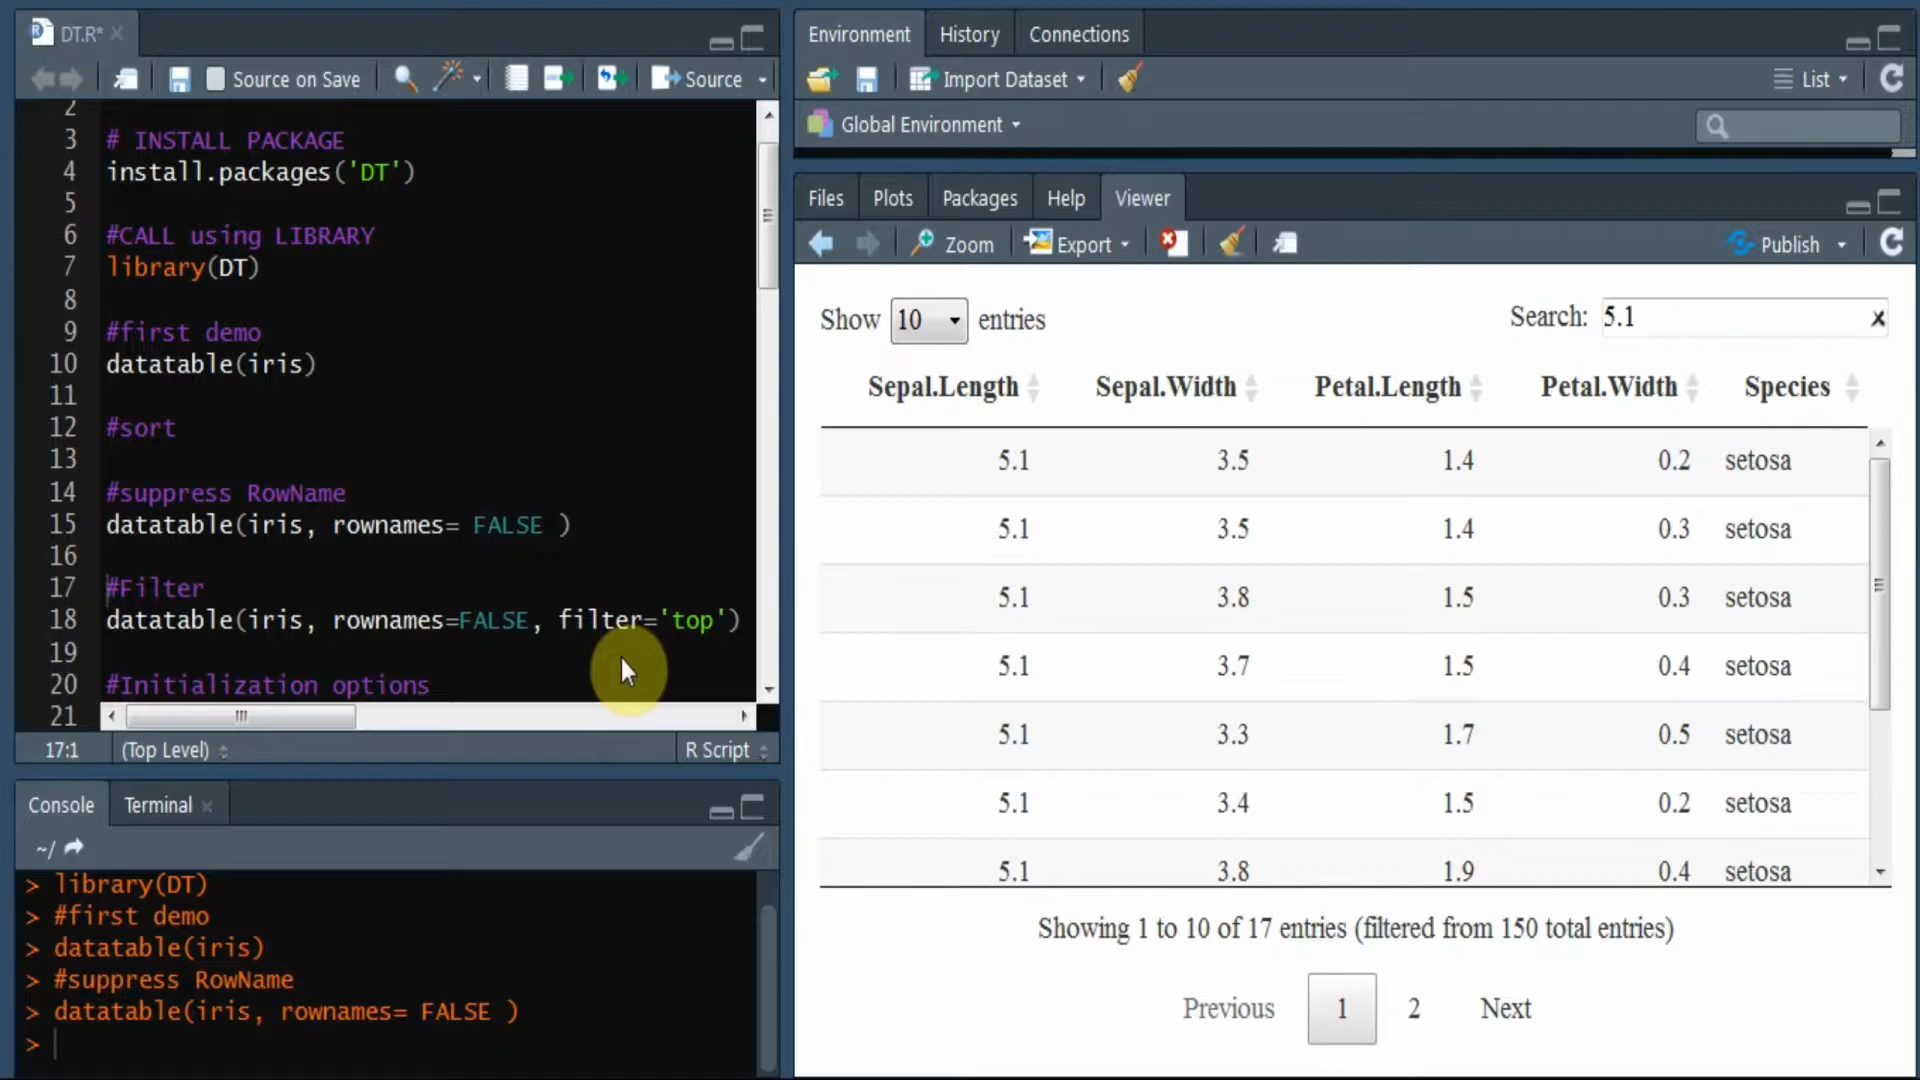 DT.R*
Source on Save
Source
2
3 # INSTALL PACKAGE
4 install.packages('DT')
5
6 #CALL using LIBRARY
7 library(DT)
8
9 #first demo
10 datatable(iris)
11
12 #sort
13
14 #suppress RowName
15 datatable(iris, rownames= FALSE )
16
17 #Filter
18 datatable(iris, rownames=FALSE, filter='top')
19
20 #Initialization options
21
17:1 (Top Level) R Script
Console Terminal
~/
> library(DT)
> #first demo
> datatable(iris)
> #suppress RowName
> datatable(iris, rownames= FALSE )
>
Environment History Connections
Import Dataset List
Global Environment
Files Plots Packages Help Viewer
Zoom Export Publish
Show 10 entries Search: 5.1 x
Sepal.Length Sepal.Width Petal.Length Petal.Width Species
5.1 3.5 1.4 0.2 setosa
5.1 3.5 1.4 0.3 setosa
5.1 3.8 1.5 0.3 setosa
5.1 3.7 1.5 0.4 setosa
5.1 3.3 1.7 0.5 setosa
5.1 3.4 1.5 0.2 setosa
5.1 3.8 1.9 0.4 setosa
Showing 1 to 10 of 17 entries (filtered from 150 total entries)
Previous 1 2 Next